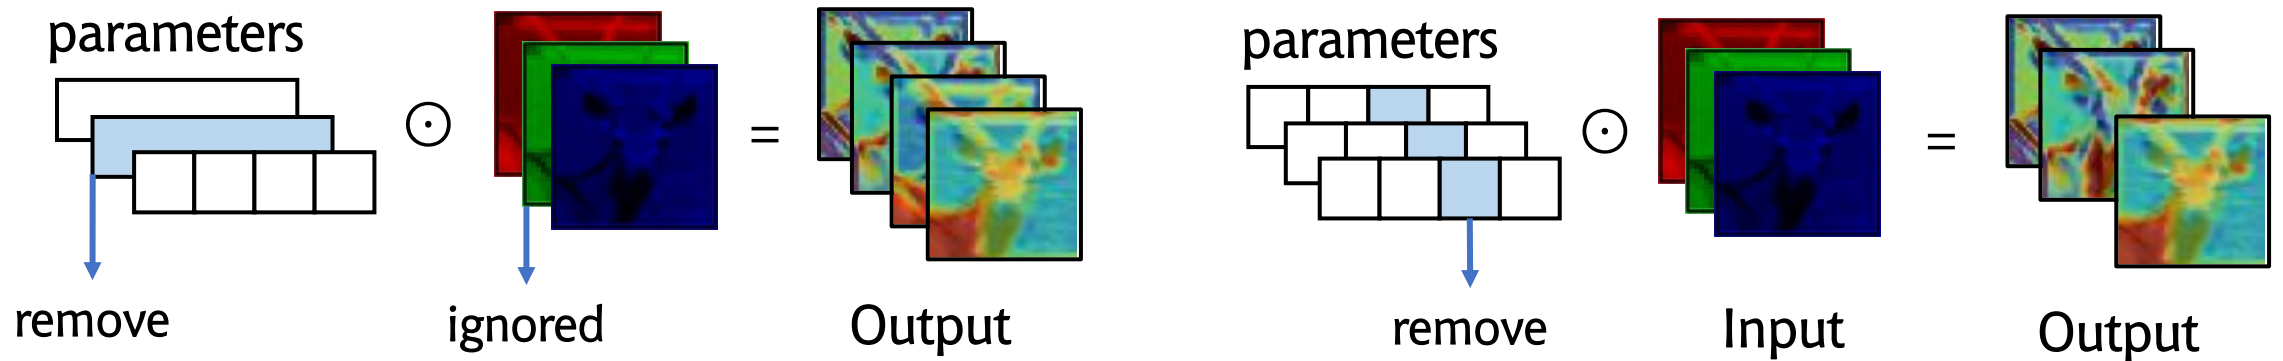 parameters
⊙
=
remove
ignored
Output
parameters
⊙
=
remove
Input
Output